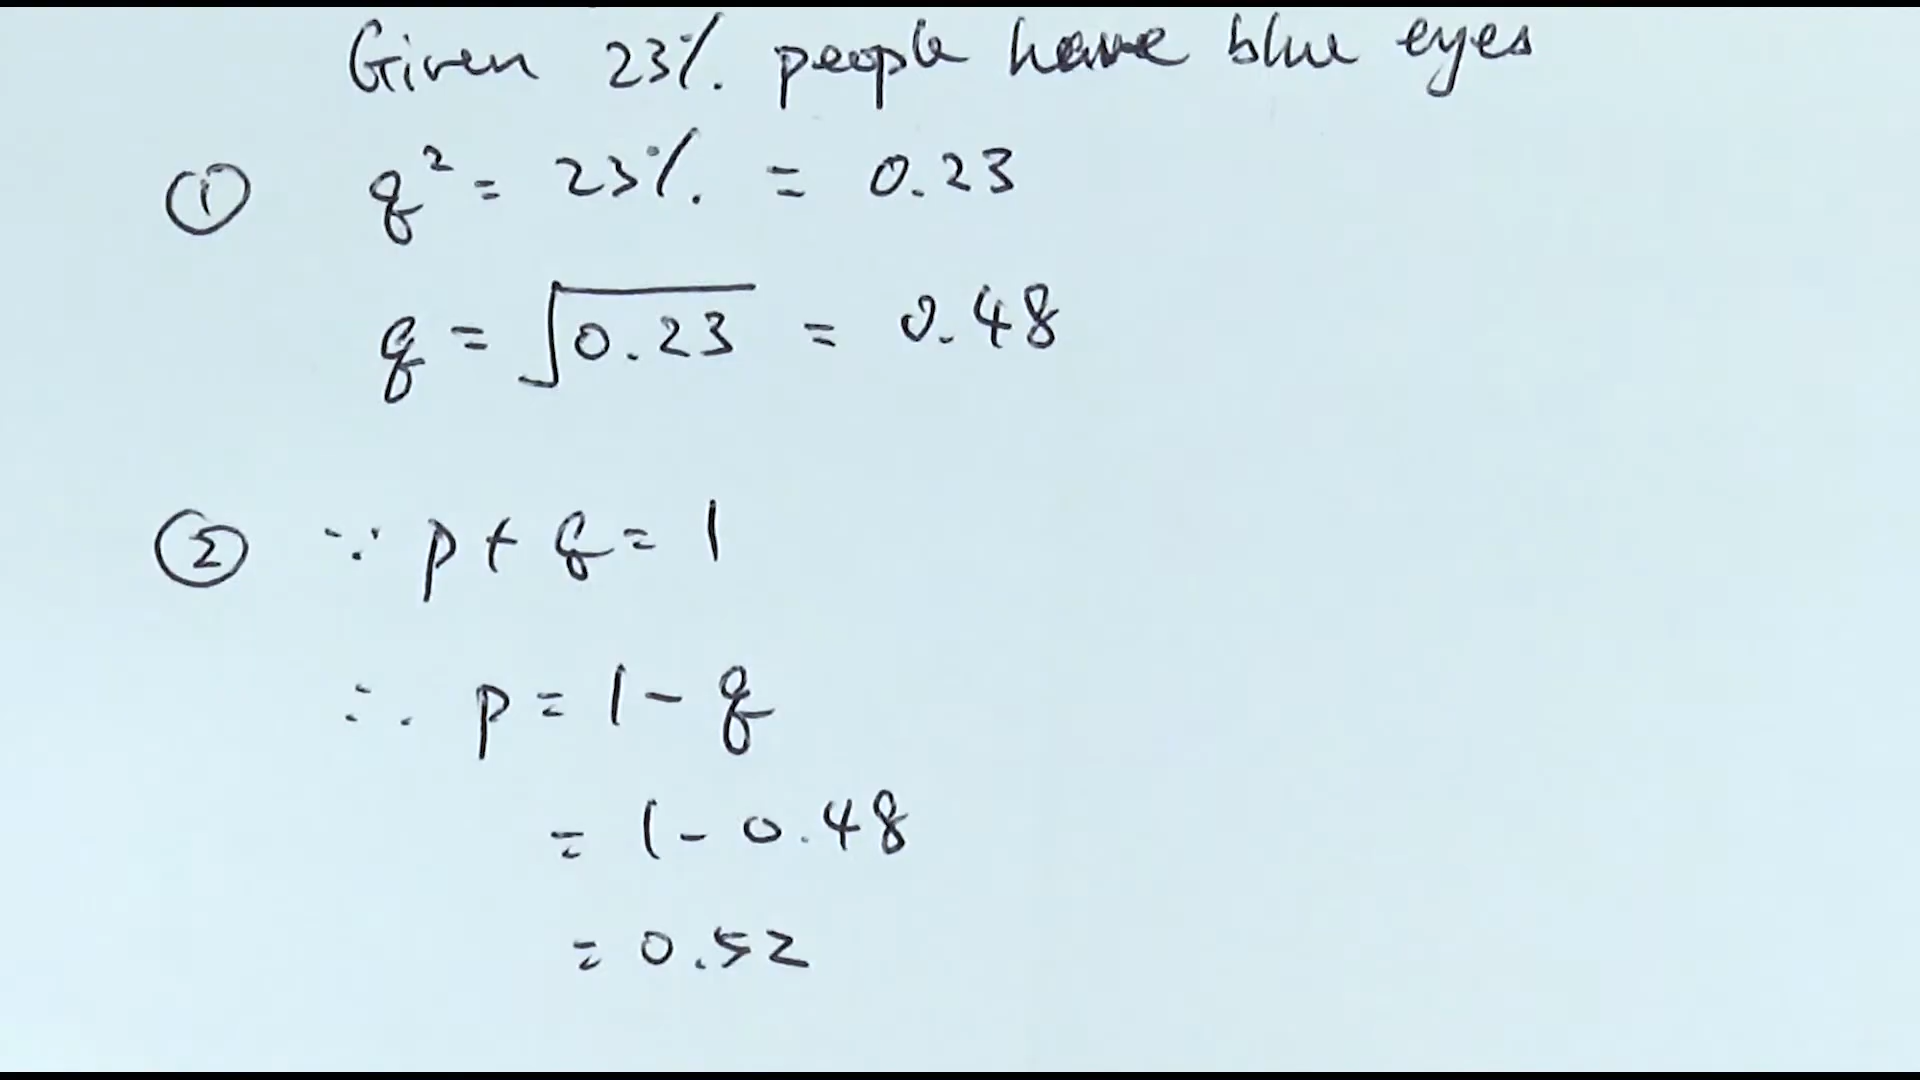 Given 23% people have blue eyes
① q² = 23% = 0.23
q = √0.23 = 0.48
② ∵ p + q = 1
∴ p = 1 - q
= 1 - 0.48
= 0.52